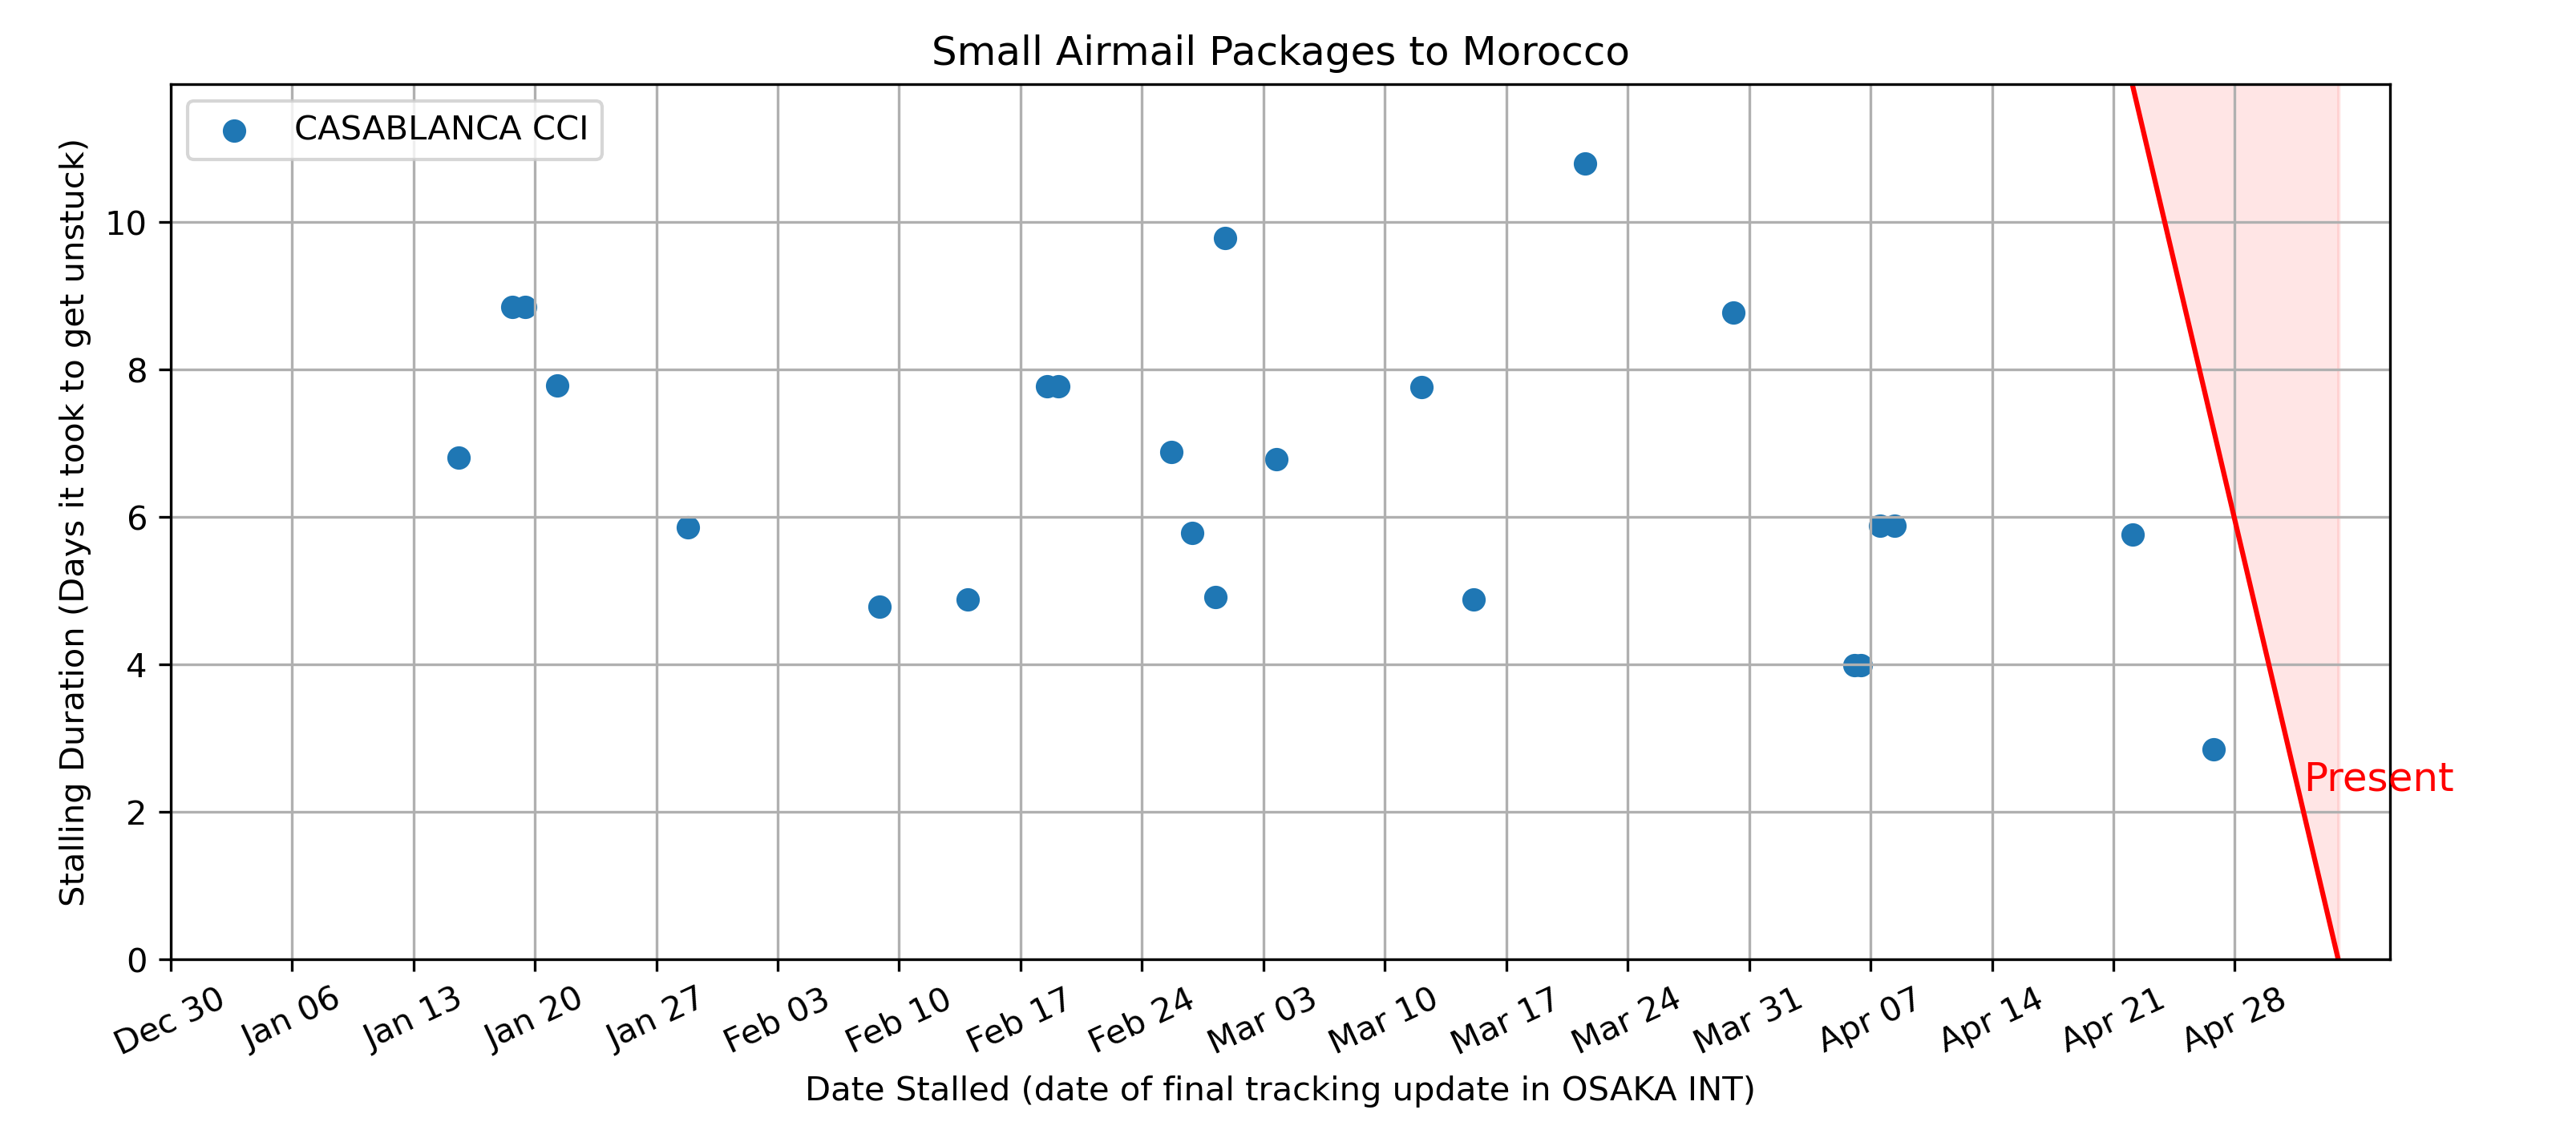 Small Airmail Packages to Morocco
CASABLANCA CCI
Stalling Duration (Days it took to get unstuck)
10
8
6
4
2
0
Present
Dec 30 Jan 06 Jan 13 Jan 20 Jan 27 Feb 03 Feb 10 Feb 17 Feb 24 Mar 03 Mar 10 Mar 17 Mar 24 Mar 31 Apr 07 Apr 14 Apr 21 Apr 28
Date Stalled (date of final tracking update in OSAKA INT)